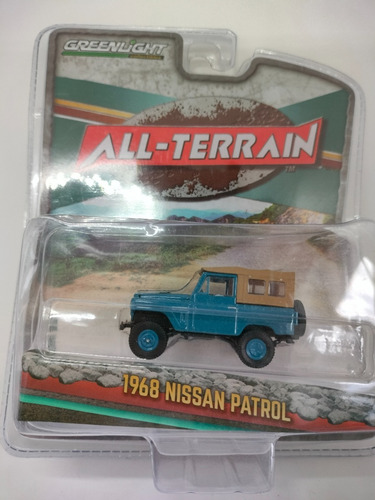 GREENLIGHT
ALL-TERRAIN
1968 NISSAN PATROL